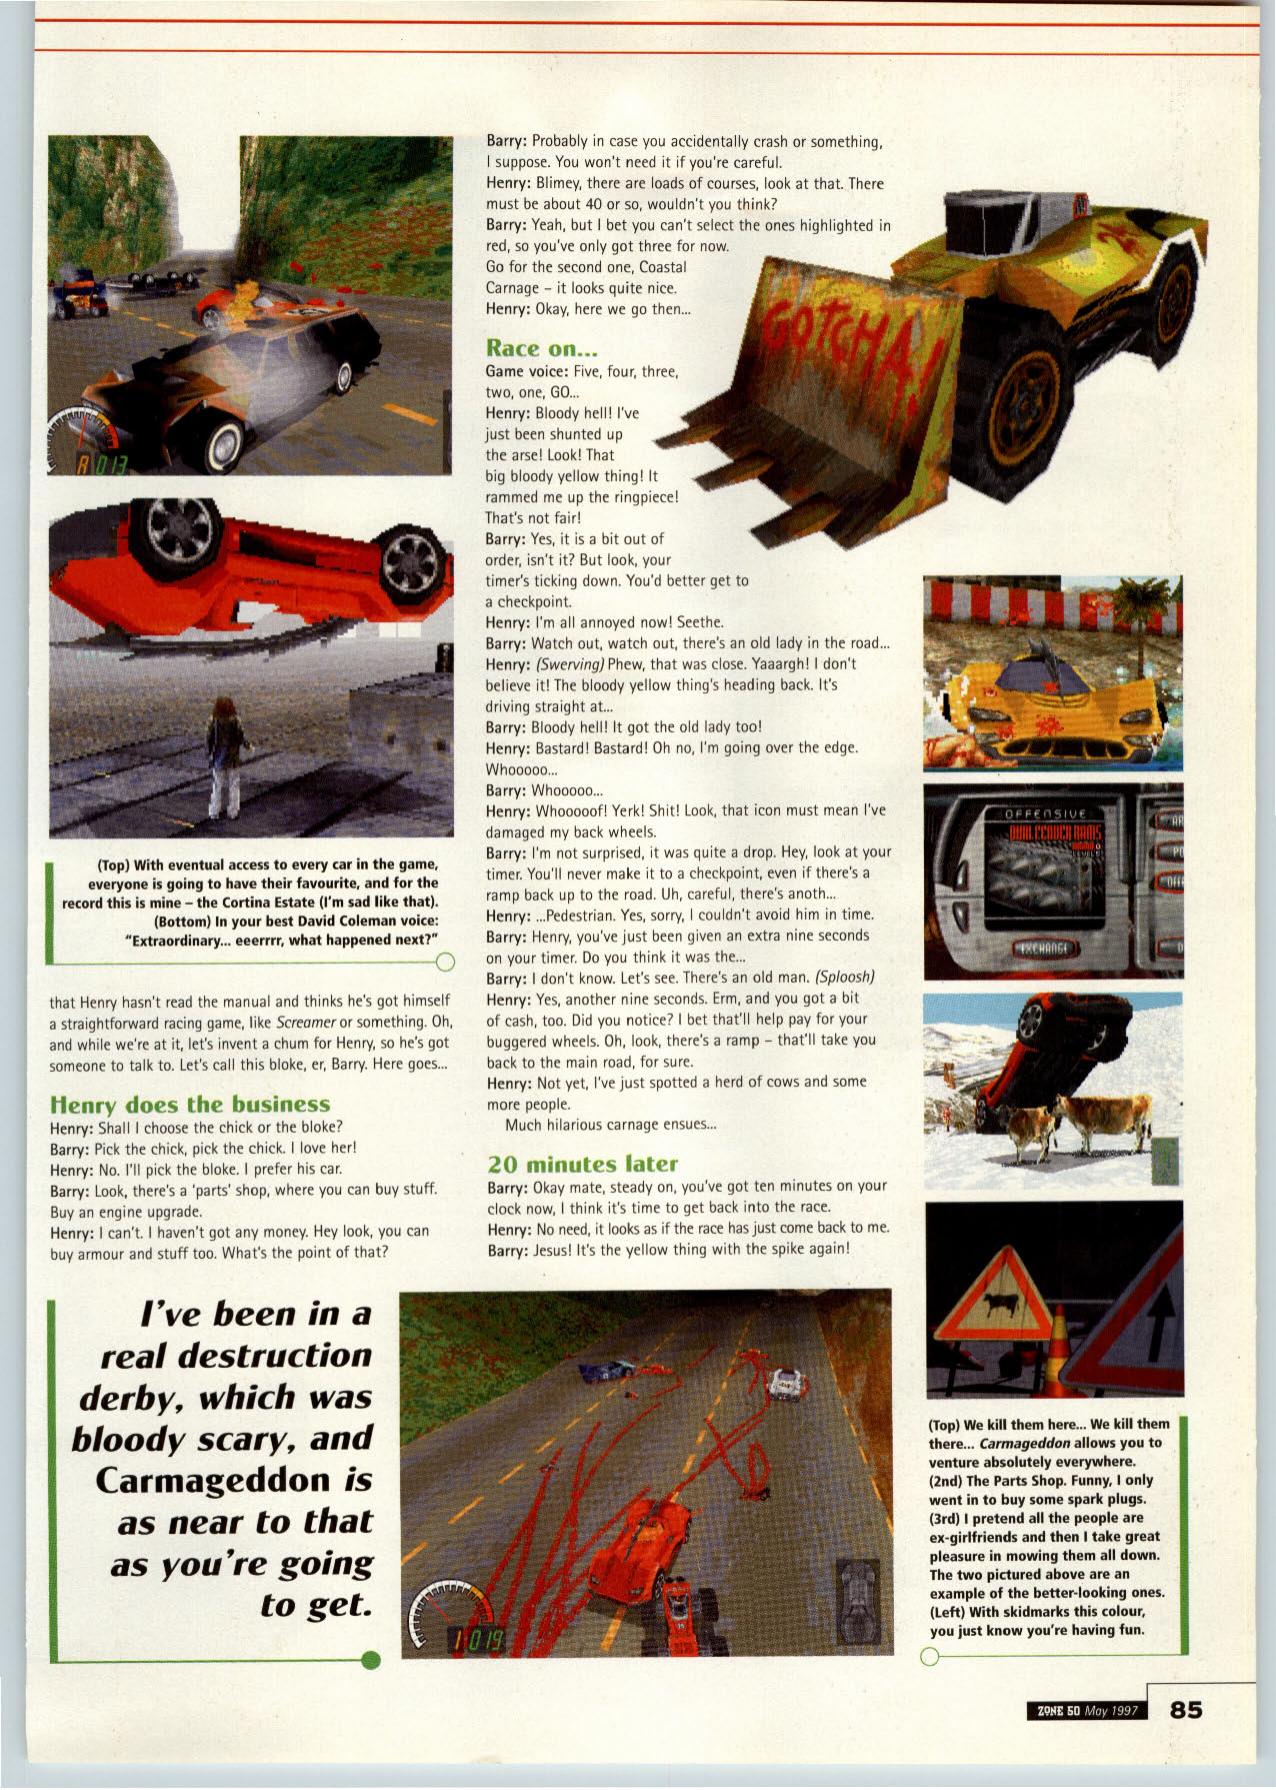 (Top) With eventual access to every car in the game,
everyone is going to have their favourite, and for the
record this is mine – the Cortina Estate (I'm sad like that).
(Bottom) In your best David Coleman voice:
"Extraordinary... eeerrrr, what happened next?"
that Henry hasn't read the manual and thinks he's got himself
a straightforward racing game, like Screamer or something. Oh,
and while we're at it, let's invent a chum for Henry, so he's got
someone to talk to. Let's call this bloke, er, Barry. Here goes...
Henry does the business
Henry: Shall I choose the chick or the bloke?
Barry: Pick the chick, pick the chick. I love her!
Henry: No. I'll pick the bloke. I prefer his car.
Barry: Look, there's a 'parts' shop, where you can buy stuff.
Buy an engine upgrade.
Henry: I can't. I haven't got any money. Hey look, you can
buy armour and stuff too. What's the point of that?
I've been in a
real destruction
derby, which was
bloody scary, and
Carmageddon is
as near to that
as you're going
to get.
Barry: Probably in case you accidentally crash or something,
I suppose. You won't need it if you're careful.
Henry: Blimey, there are loads of courses, look at that. There
must be about 40 or so, wouldn't you think?
Barry: Yeah, but I bet you can't select the ones highlighted in
red, so you've only got three for now.
Go for the second one, Coastal
Carnage – it looks quite nice.
Henry: Okay, here we go then...
Race on...
Game voice: Five, four, three,
two, one, GO...
Henry: Bloody hell! I've
just been shunted up
the arse! Look! That
big bloody yellow thing! It
rammed me up the ringpiece!
That's not fair!
Barry: Yes, it is a bit out of
order, isn't it? But look, your
timer's ticking down. You'd better get to
a checkpoint.
Henry: I'm all annoyed now! Seethe.
Barry: Watch out, watch out, there's an old lady in the road...
Henry: (Swerving) Phew, that was close. Yaaargh! I don't
believe it! The bloody yellow thing's heading back. It's
driving straight at...
Barry: Bloody hell! It got the old lady too!
Henry: Bastard! Bastard! Oh no, I'm going over the edge.
Whooooo...
Barry: Whooooo...
Henry: Whooooof! Yerk! Shit! Look, that icon must mean I've
damaged my back wheels.
Barry: I'm not surprised, it was quite a drop. Hey, look at your
timer. You'll never make it to a checkpoint, even if there's a
ramp back up to the road. Uh, careful, there's anoth...
Henry: ...Pedestrian. Yes, sorry, I couldn't avoid him in time.
Barry: Henry, you've just been given an extra nine seconds
on your timer. Do you think it was the...
Barry: I don't know. Let's see. There's an old man. (Sploosh)
Henry: Yes, another nine seconds. Erm, and you got a bit
of cash, too. Did you notice? I bet that'll help pay for your
buggered wheels. Oh, look, there's a ramp – that'll take you
back to the main road, for sure.
Henry: Not yet, I've just spotted a herd of cows and some
more people.
Much hilarious carnage ensues...
20 minutes later
Barry: Okay mate, steady on, you've got ten minutes on your
clock now, I think it's time to get back into the race.
Henry: No need, it looks as if the race has just come back to me.
Barry: Jesus! It's the yellow thing with the spike again!
GOTCHA!
OFFENSIVE
EXCHANGE
R 013
1 019
(Top) We kill them here... We kill them
there... Carmageddon allows you to
venture absolutely everywhere.
(2nd) The Parts Shop. Funny, I only
went in to buy some spark plugs.
(3rd) I pretend all the people are
ex-girlfriends and then I take great
pleasure in mowing them all down.
The two pictured above are an
example of the better-looking ones.
(Left) With skidmarks this colour,
you just know you're having fun.
ZONE 50 May 1997
85